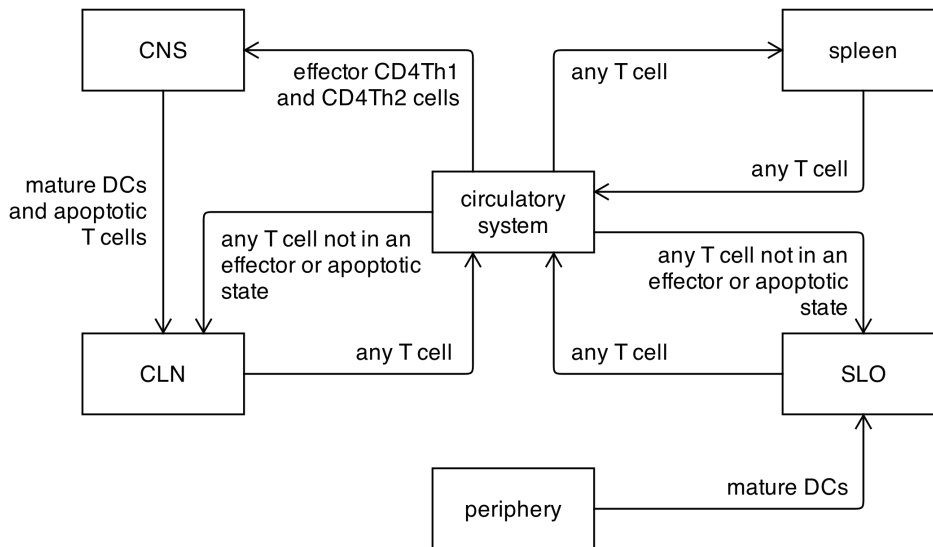 CNS
spleen
effector CD4Th1
and CD4Th2 cells
any T cell
any T cell
mature DCs
and apoptotic
T cells
circulatory
system
any T cell not in an
effector or apoptotic
state
any T cell not in an
effector or apoptotic
state
any T cell
any T cell
CLN
SLO
mature DCs
periphery